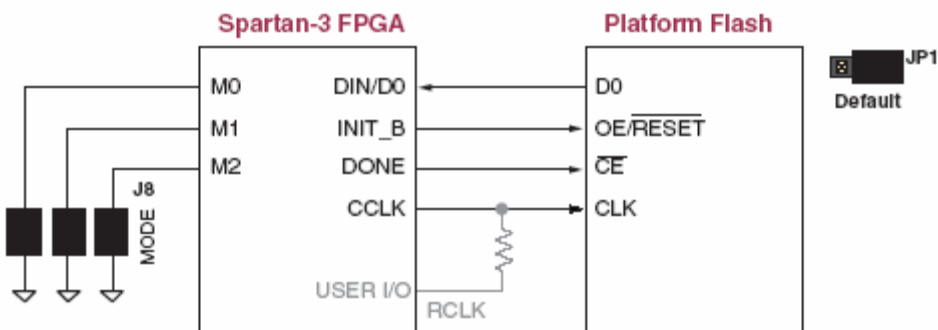 Spartan-3 FPGA
Platform Flash
M0
DIN/D0
D0
JP1
Default
M1
INIT_B
OE/RESET
M2
DONE
CE
J8
MODE
CCLK
CLK
USER I/O
RCLK